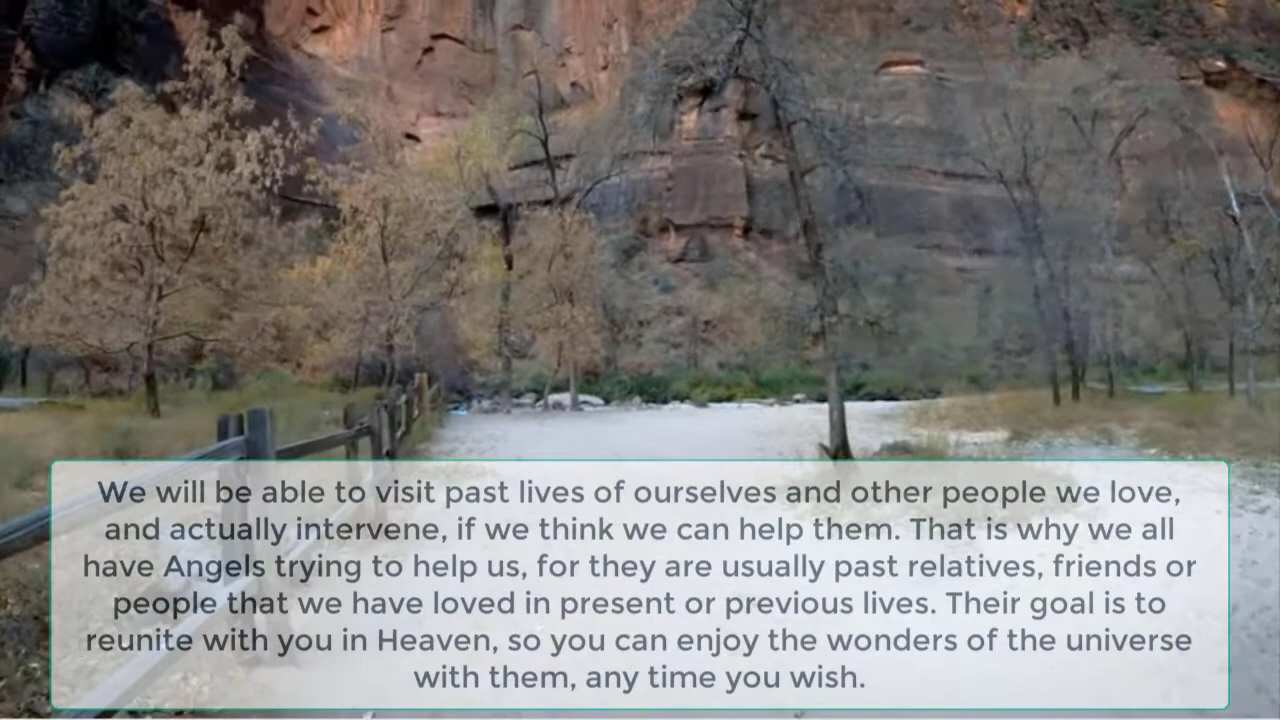 We will be able to visit past lives of ourselves and other people we love,
and actually intervene, if we think we can help them. That is why we all
have Angels trying to help us, for they are usually past relatives, friends or
people that we have loved in present or previous lives. Their goal is to
reunite with you in Heaven, so you can enjoy the wonders of the universe
with them, any time you wish.